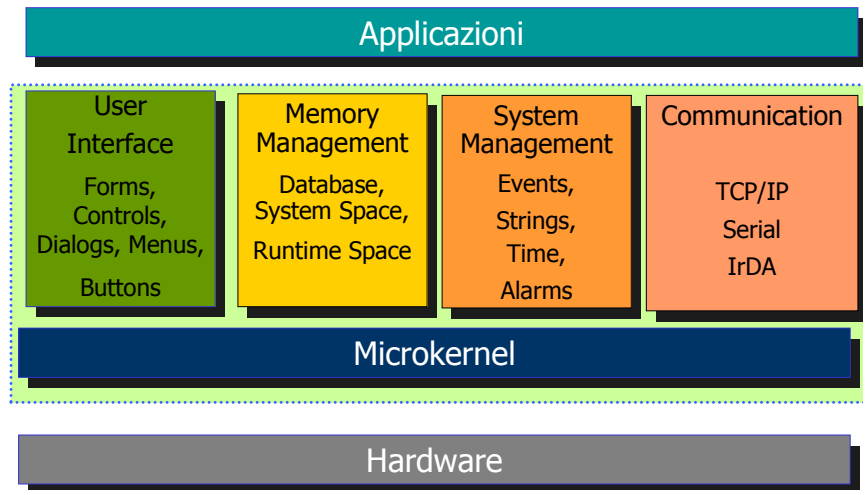 Applicazioni
User
Interface
Forms,
Controls,
Dialogs, Menus,
Buttons
Memory
Management
Database,
System Space,
Runtime Space
System
Management
Events,
Strings,
Time,
Alarms
Communication
TCP/IP
Serial
IrDA
Microkernel
Hardware